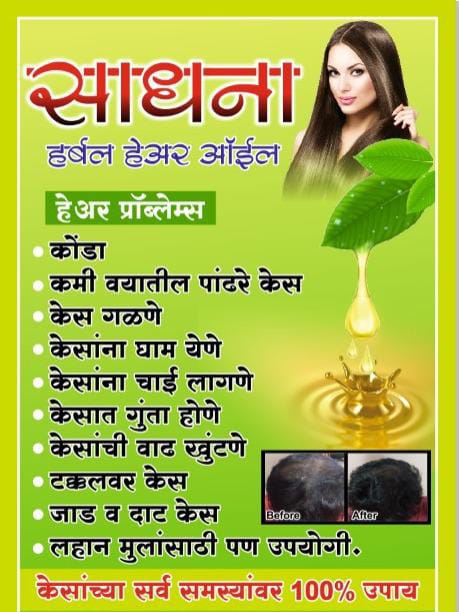 साधना
हर्बल हेअर ऑईल
हेअर प्रॉब्लेम्स
• कोंडा
• कमी वयातील पांढरे केस
• केस गळणे
• केसांना घाम येणे
• केसांना चाई लागणे
• केसात गुंता होणे
• केसांची वाढ खुंटणे
• टक्कलवर केस
• जाड व दाट केस
• लहान मुलांसाठी पण उपयोगी.
Before After
केसांच्या सर्व समस्यांवर 100% उपाय